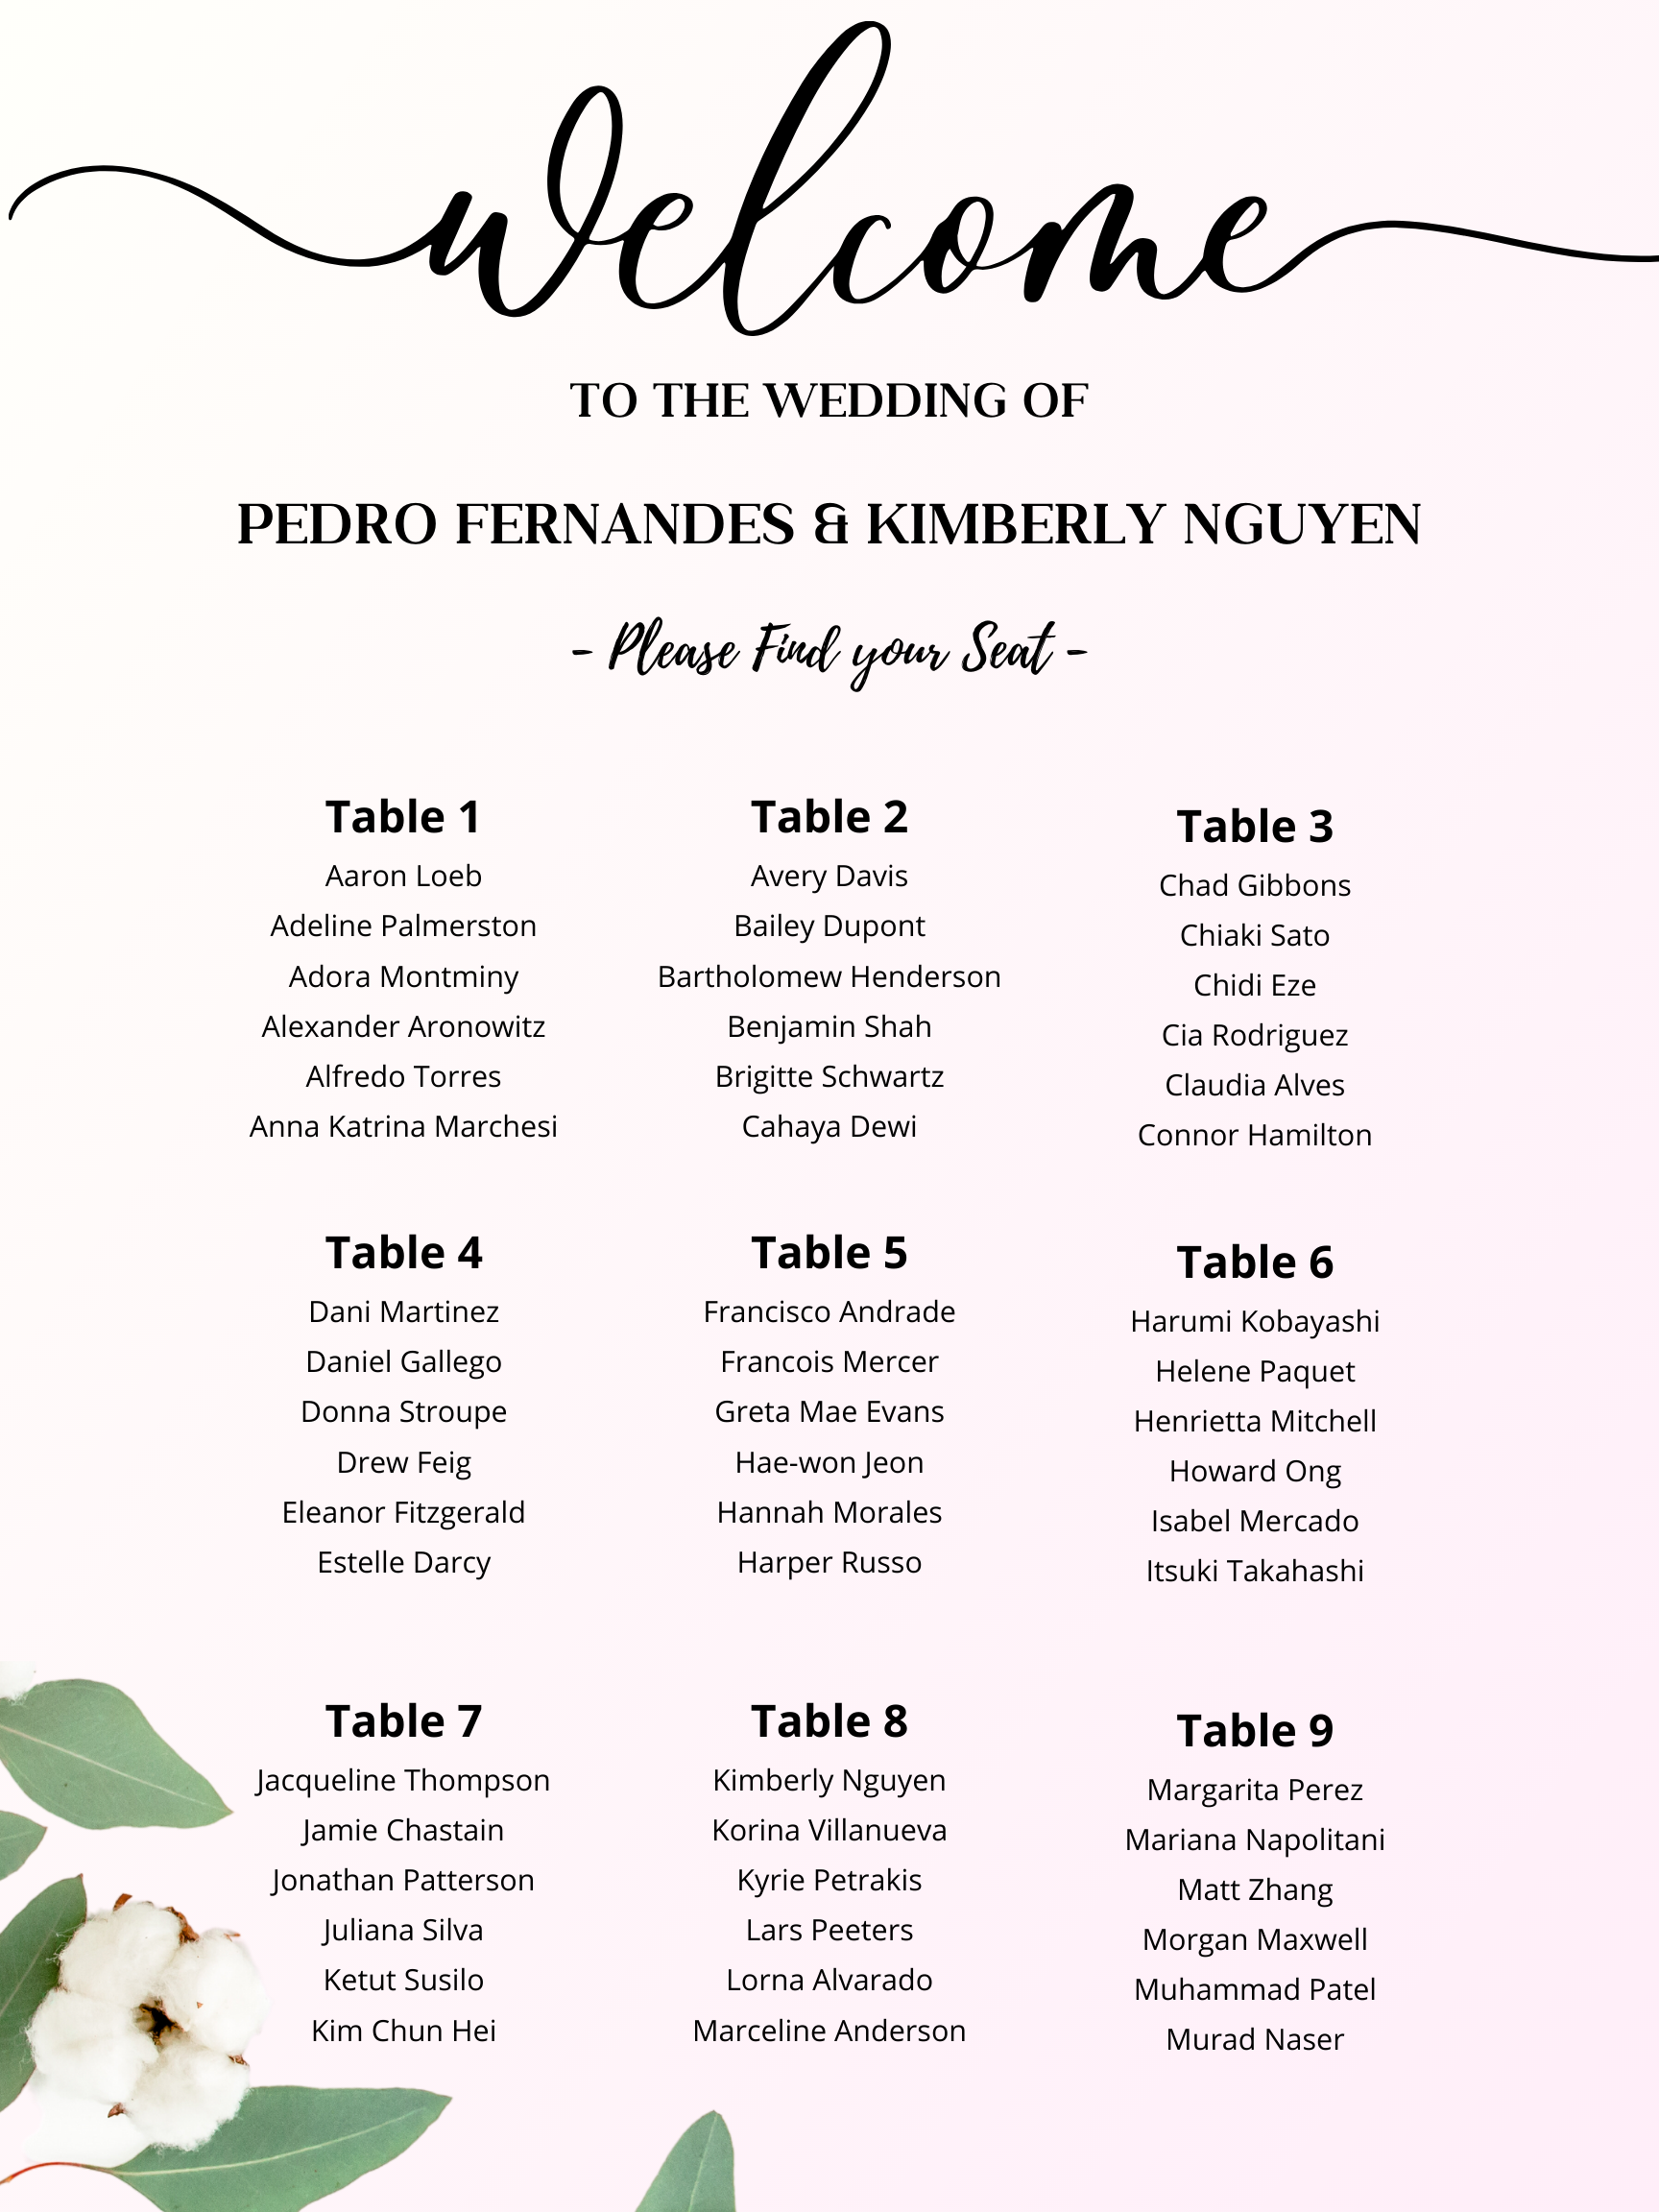 welcome
TO THE WEDDING OF
PEDRO FERNANDES & KIMBERLY NGUYEN
- Please Find your Seat -
Table 1
Aaron Loeb
Adeline Palmerston
Adora Montminy
Alexander Aronowitz
Alfredo Torres
Anna Katrina Marchesi
Table 2
Avery Davis
Bailey Dupont
Bartholomew Henderson
Benjamin Shah
Brigitte Schwartz
Cahaya Dewi
Table 3
Chad Gibbons
Chiaki Sato
Chidi Eze
Cia Rodriguez
Claudia Alves
Connor Hamilton
Table 4
Dani Martinez
Daniel Gallego
Donna Stroupe
Drew Feig
Eleanor Fitzgerald
Estelle Darcy
Table 5
Francisco Andrade
Francois Mercer
Greta Mae Evans
Hae-won Jeon
Hannah Morales
Harper Russo
Table 6
Harumi Kobayashi
Helene Paquet
Henrietta Mitchell
Howard Ong
Isabel Mercado
Itsuki Takahashi
Table 7
Jacqueline Thompson
Jamie Chastain
Jonathan Patterson
Juliana Silva
Ketut Susilo
Kim Chun Hei
Table 8
Kimberly Nguyen
Korina Villanueva
Kyrie Petrakis
Lars Peeters
Lorna Alvarado
Marceline Anderson
Table 9
Margarita Perez
Mariana Napolitani
Matt Zhang
Morgan Maxwell
Muhammad Patel
Murad Naser